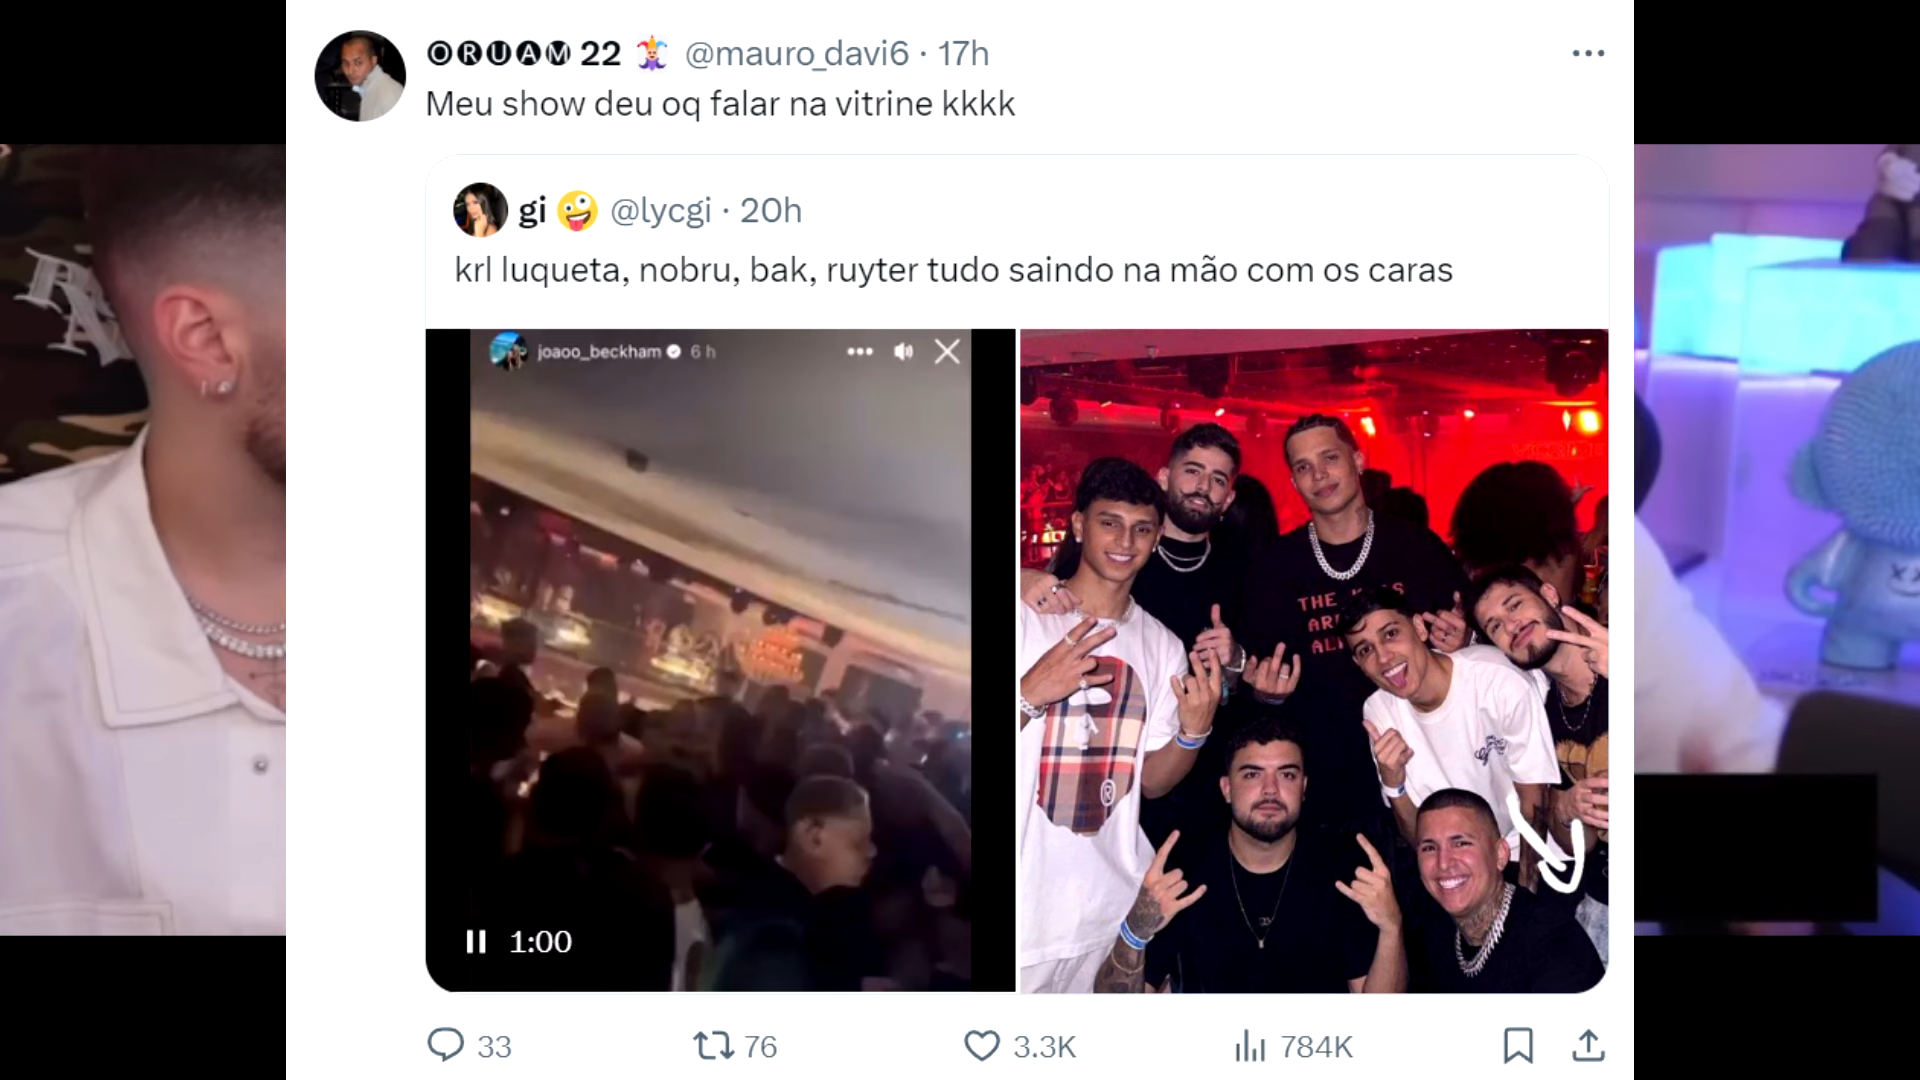 ORUAM 22 🃏 @mauro_davi6 · 17h
Meu show deu oq falar na vitrine kkkk
gi 🤪 @lycgi · 20h
krl luqueta, nobru, bak, ruyter tudo saindo na mão com os caras
joaoo_beckham 6 h
THE
1:00
33 76 3.3K 784K